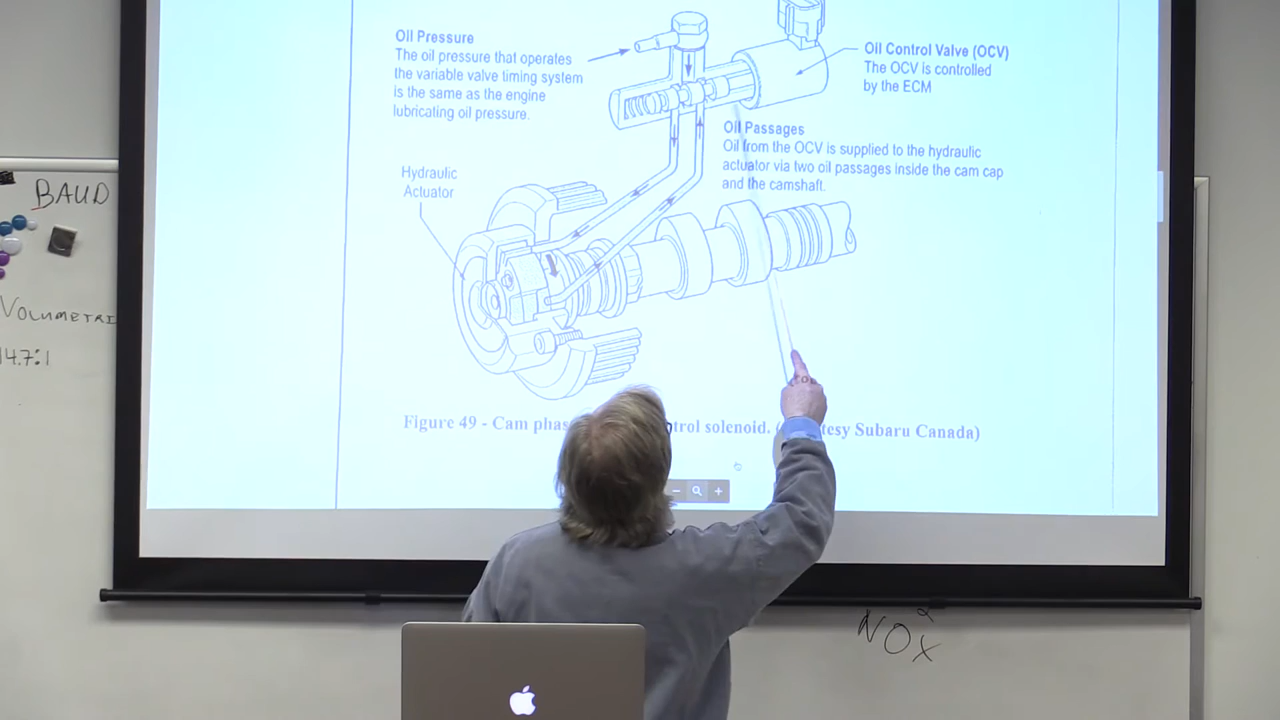 Oil Pressure
The oil pressure that operates
the variable valve timing system
is the same as the engine
lubricating oil pressure.
Oil Control Valve (OCV)
The OCV is controlled
by the ECM
Oil Passages
Oil from the OCV is supplied to the hydraulic
actuator via two oil passages inside the cam cap
and the camshaft.
Hydraulic
Actuator
Figure 49 - Cam phas trol solenoid. ( tesy Subaru Canada)
BAUD
VOLUMETRI
14.7:1
NOx²